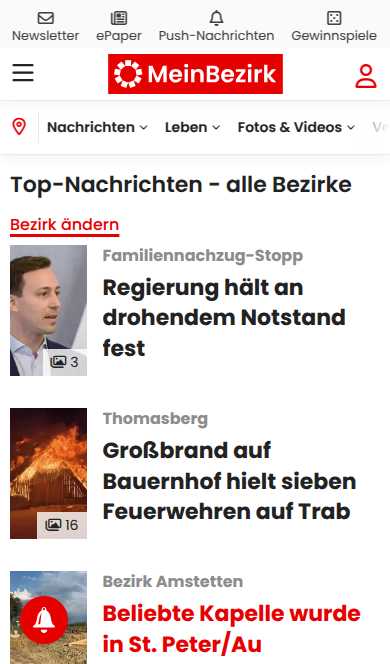 Newsletter ePaper Push-Nachrichten Gewinnspiele
MeinBezirk
Nachrichten Leben Fotos & Videos Ve
Top-Nachrichten - alle Bezirke
Bezirk ändern
Familiennachzug-Stopp
Regierung hält an
drohendem Notstand
fest
3
Thomasberg
Großbrand auf
Bauernhof hielt sieben
Feuerwehren auf Trab
16
Bezirk Amstetten
Beliebte Kapelle wurde
in St. Peter/Au